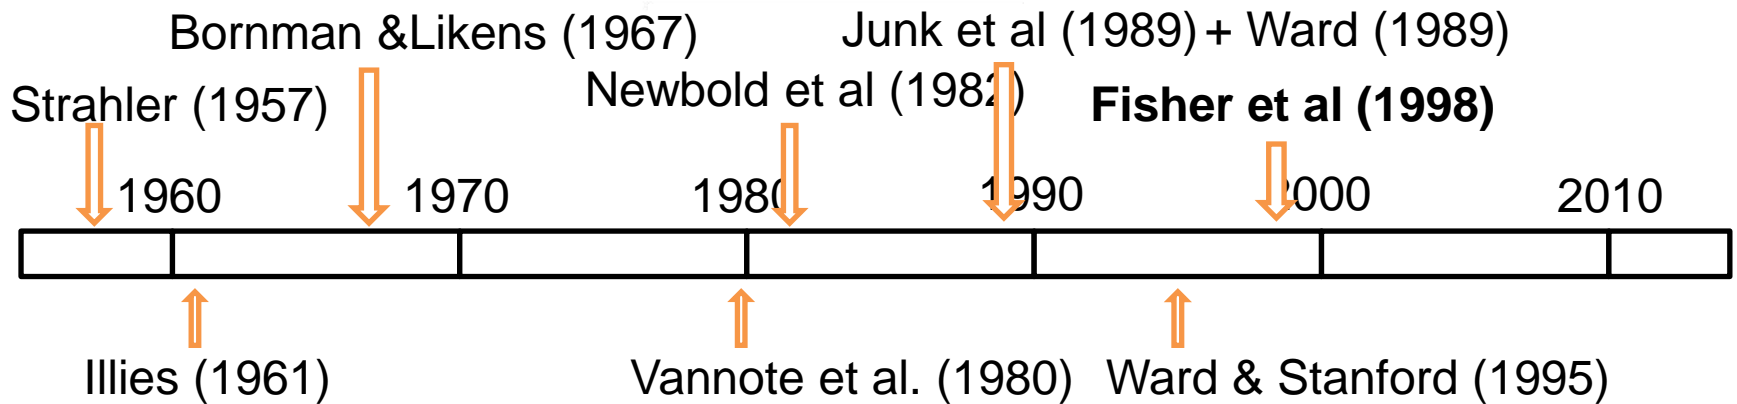 Bornman &Likens (1967)
Junk et al (1989) + Ward (1989)
Strahler (1957)
Newbold et al (1982)
Fisher et al (1998)
1960 1970 1980 1990 2000 2010
Illies (1961)
Vannote et al. (1980)
Ward & Stanford (1995)